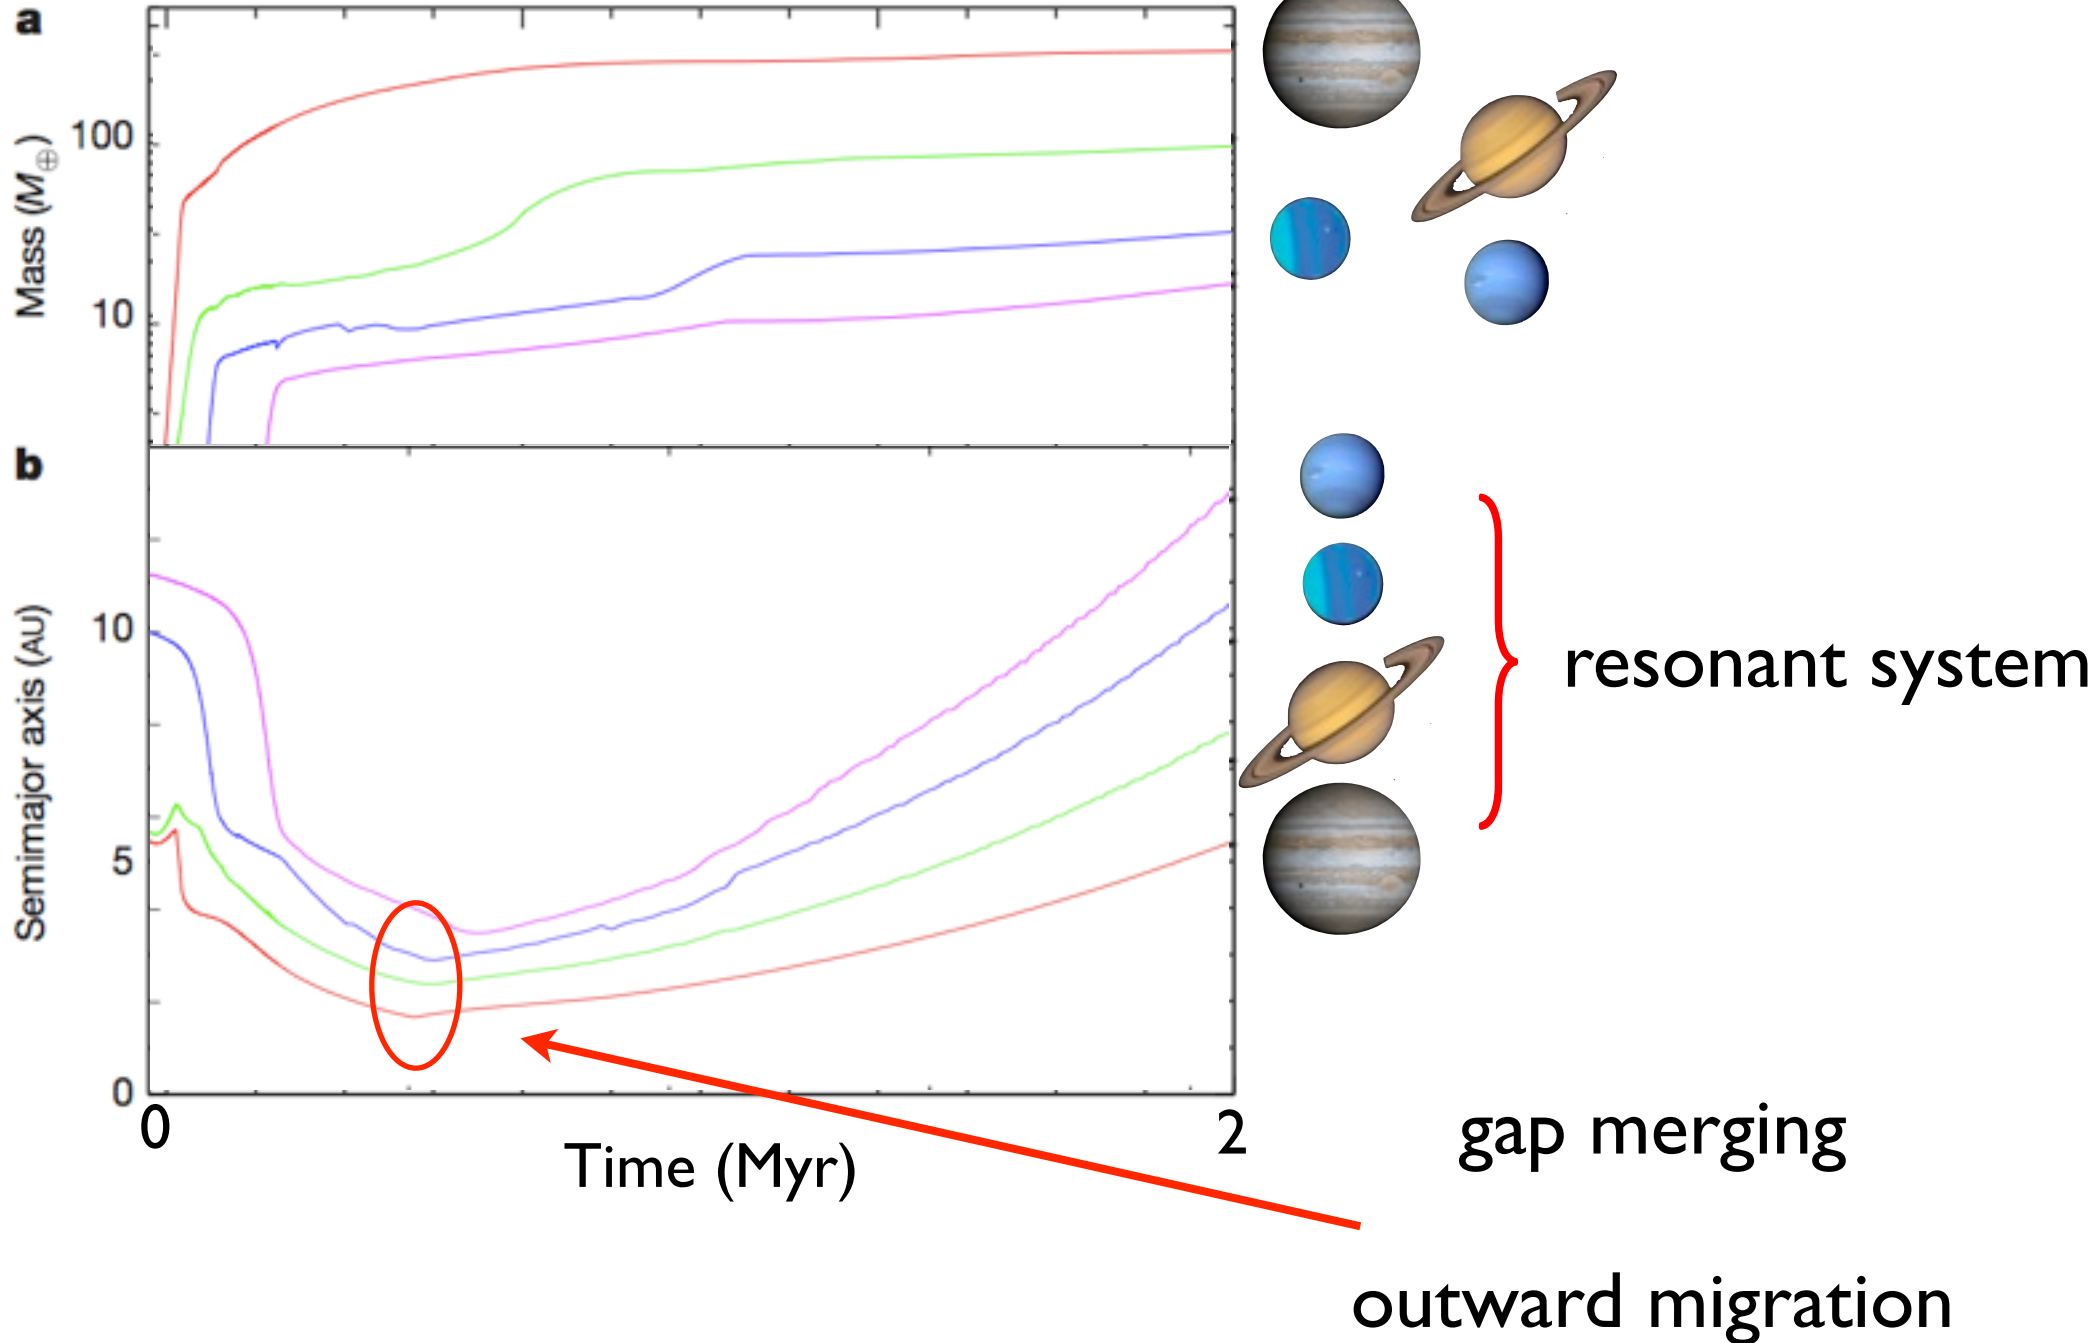 a
Mass (M⊕)
100
10
b
Semimajor axis (AU)
10
5
0
0
2
Time (Myr)
resonant system
gap merging
outward migration